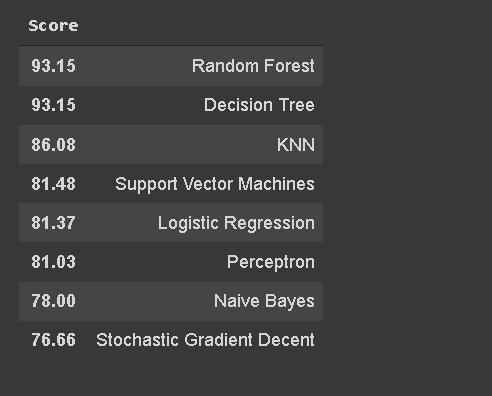 Score
93.15 Random Forest
93.15 Decision Tree
86.08 KNN
81.48 Support Vector Machines
81.37 Logistic Regression
81.03 Perceptron
78.00 Naive Bayes
76.66 Stochastic Gradient Decent